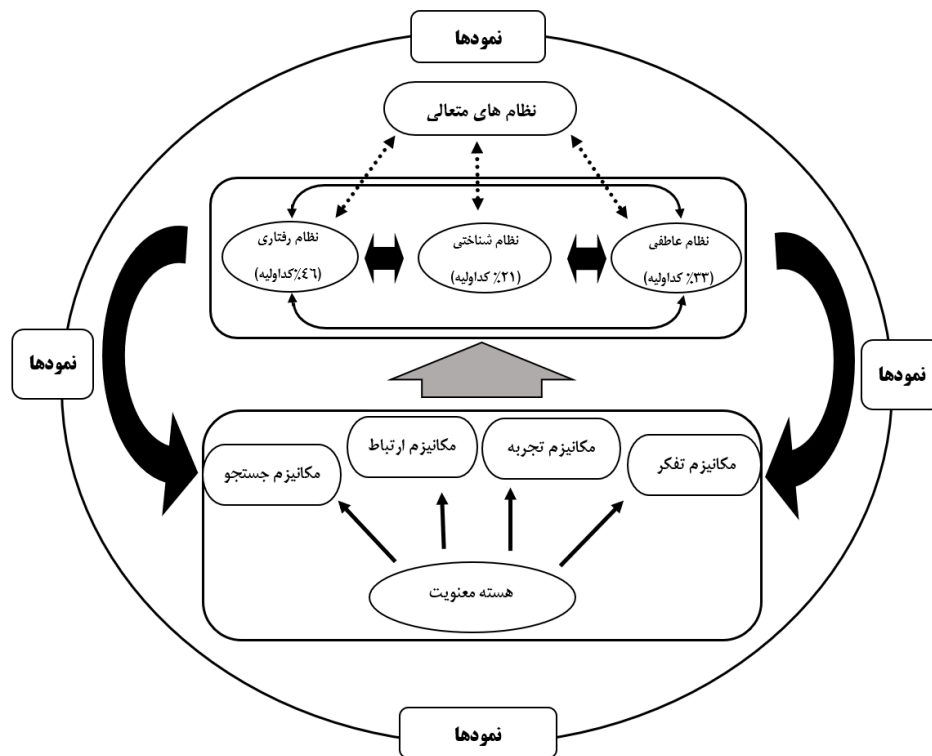 نمودها
نظام های متعالی
نظام عاطفی
(۳۳٪ کداولیه)
نظام شناختی
(۲۱٪ کداولیه)
نظام رفتاری
(٤٦٪کداولیه)
نمودها
نمودها
مکانیزم تفکر
مکانیزم تجربه
مکانیزم ارتباط
مکانیزم جستجو
هسته معنویت
نمودها